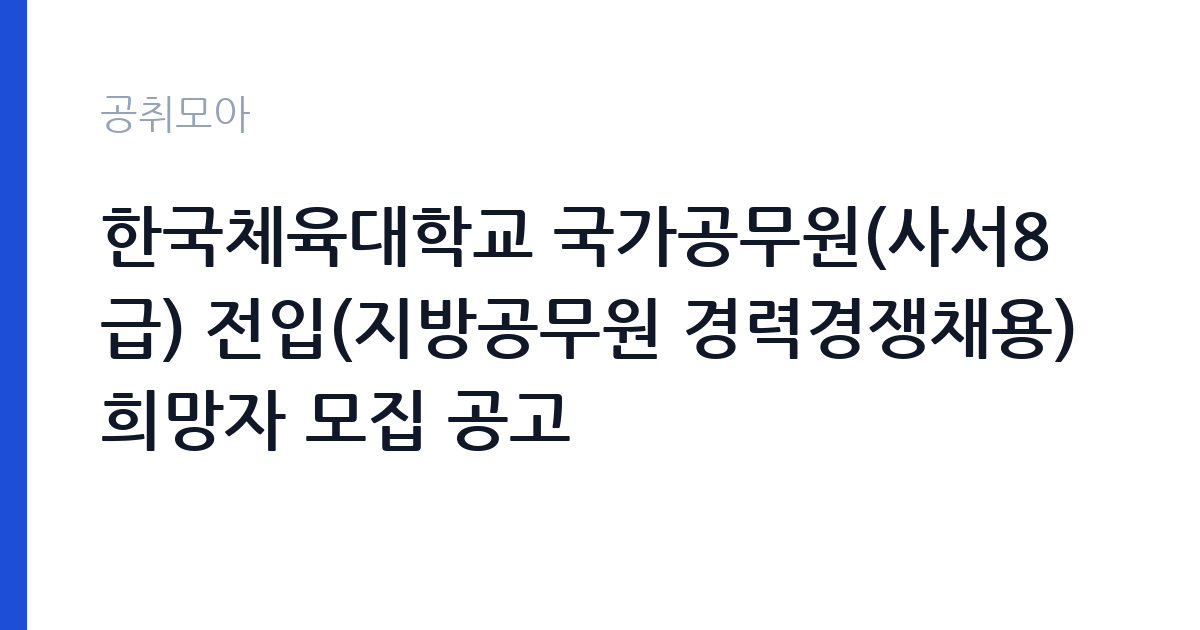 공취모아
한국체육대학교 국가공무원(사서8
급) 전입(지방공무원 경력경쟁채용)
희망자 모집 공고